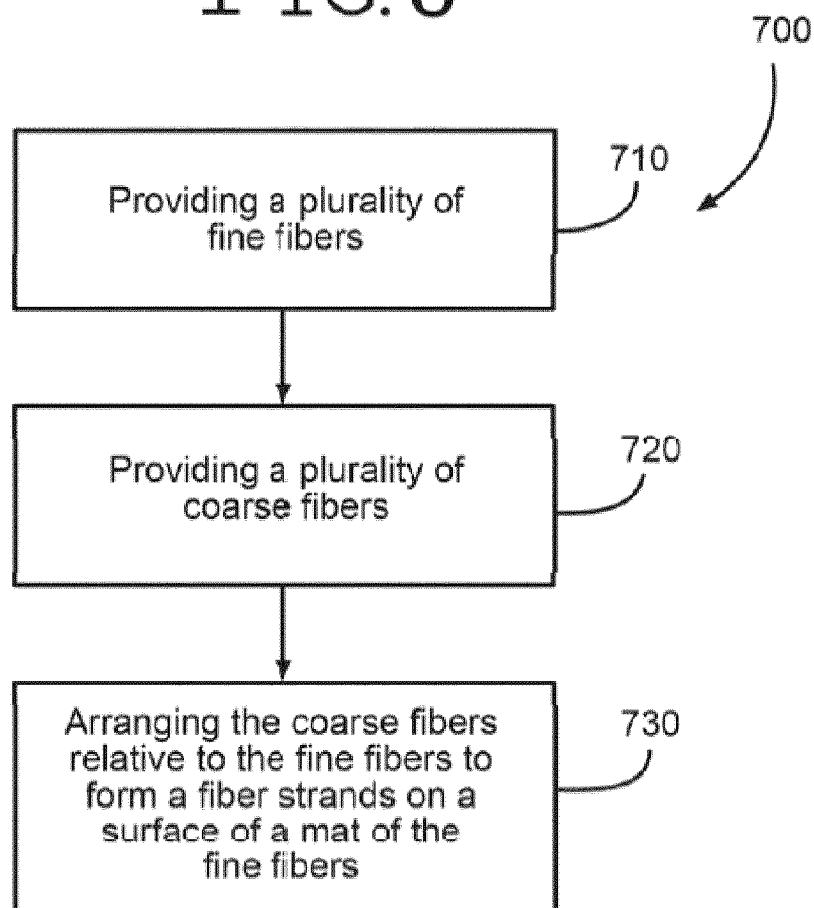 700
710
Providing a plurality of
fine fibers
720
Providing a plurality of
coarse fibers
730
Arranging the coarse fibers
relative to the fine fibers to
form a fiber strands on a
surface of a mat of the
fine fibers